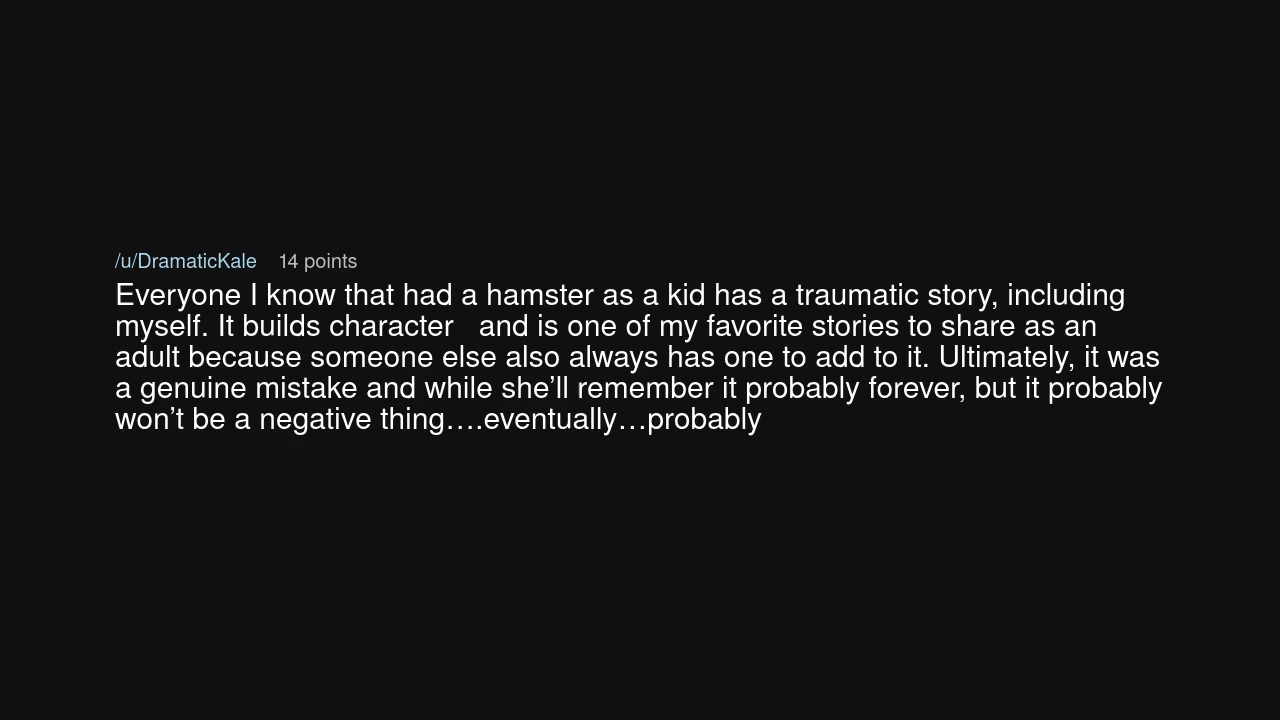 /u/DramaticKale 14 points
Everyone I know that had a hamster as a kid has a traumatic story, including
myself. It builds character and is one of my favorite stories to share as an
adult because someone else also always has one to add to it. Ultimately, it was
a genuine mistake and while she’ll remember it probably forever, but it probably
won’t be a negative thing….eventually…probably